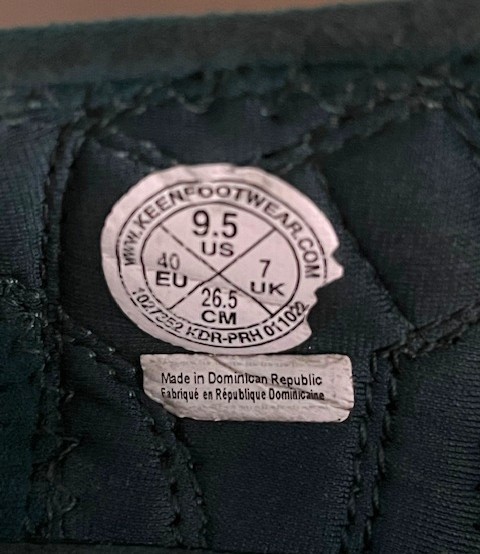 WWW.KEENFOOTWEAR.COM
9.5
US
40
EU
7
UK
26.5
CM
1027252 KDR-PRH 011022
Made in Dominican Republic
Fabriqué en République Dominicaine